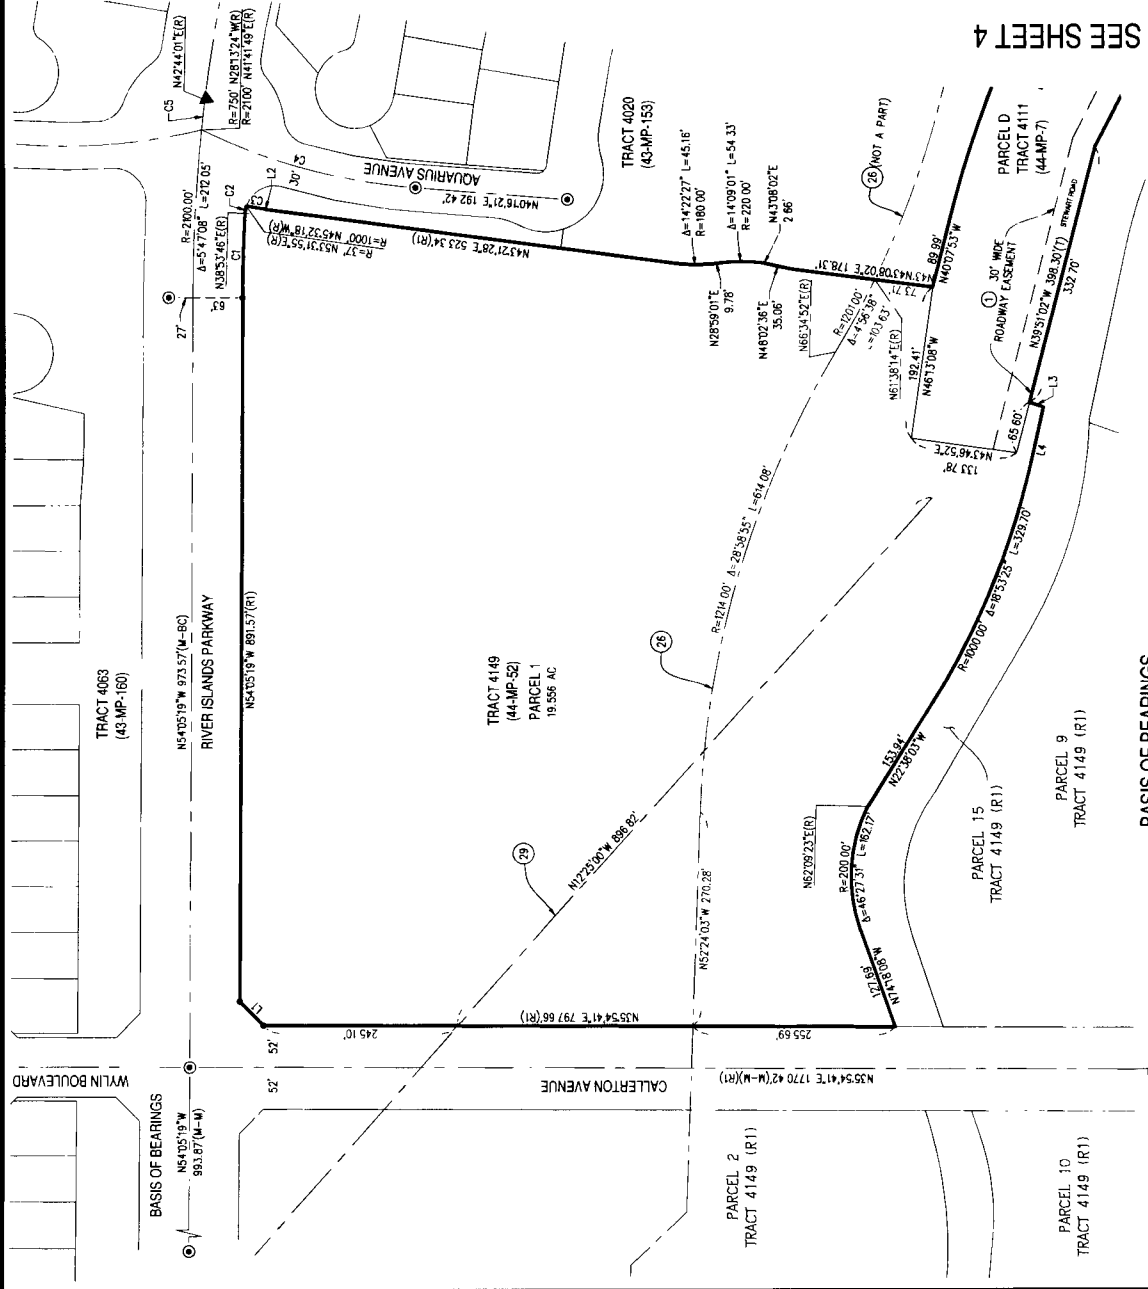 SEE SHEET 4
N42°44'01"E(R)
C5
R=750' N28°13'24"W(R)
R=2100' N41°41'49"E(R)
R=2100.00'
Δ=5°47'08" L=212.05'
N38°53'46"E(R)
C2
C1
C3
L2
30'
C4
27'
63'
AQUARIUS AVENUE
N40°16'21"E 192.42'
TRACT 4020
(43-MP-153)
R=37' N53°31'55"E(R)
R=1000' N45°32'18"W(R)
N43°21'28"E 523.34'(R1)
Δ=14°22'27" L=45.16'
R=180.00'
Δ=14°09'01" L=54.33'
R=220.00'
N43°08'02"E
2.66'
N28°59'01"E
9.78'
N48°02'36"E
35.06'
N43°08'02"E 178.31'
73.71'
26 (NOT A PART)
89.99'
N40°07'53"W
PARCEL D
TRACT 4111
(44-MP-7)
STEWART ROAD
1 30' WIDE
ROADWAY EASEMENT
N39°51'02"W 398.30'(T)
332.70'
N66°34'52"E(R)
R=1201.00'
Δ=4°56'38"
L=103.63'
N61°38'14"E(R)
192.41'
N46°13'08"W
65.60'
L3
L4
N43°46'52"E
133.78'
TRACT 4063
(43-MP-160)
N54°05'19"W 973.57'(M-BC)
RIVER ISLANDS PARKWAY
N54°05'19"W 891.57'(R1)
TRACT 4149
(44-MP-52)
PARCEL 1
19.556 AC
26
R=1214.00' Δ=28°58'55" L=614.08'
R=1000.00' Δ=18°53'25" L=329.70'
29
N12°25'00"W 896.82'
N52°24'03"W 270.28'
153.94'
N22°38'03"W
N62°09'23"E(R)
R=200.00'
Δ=46°27'31" L=162.17'
127.69'
N74°18'08"W
PARCEL 15
TRACT 4149 (R1)
PARCEL 9
TRACT 4149 (R1)
BASIS OF BEARINGS
L1
245.10'
N35°54'41"E 797.66'(R1)
255.69'
WYLIN BOULEVARD
52'
52'
CALLERTON AVENUE
N35°54'41"E 1770.42'(M-M)(R1)
BASIS OF BEARINGS
N54°05'19"W
993.87'(M-M)
PARCEL 2
TRACT 4149 (R1)
PARCEL 10
TRACT 4149 (R1)